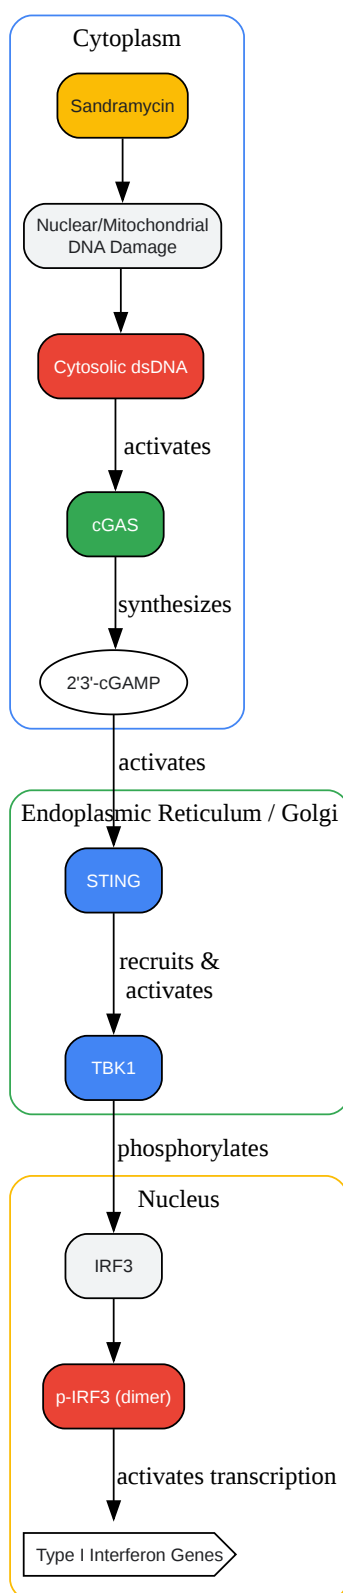 Cytoplasm
Sandramycin
Nuclear/Mitochondrial
DNA Damage
Cytosolic dsDNA
activates
cGAS
synthesizes
2'3'-cGAMP
activates
Endoplasmic Reticulum / Golgi
STING
recruits &
activates
TBK1
phosphorylates
Nucleus
IRF3
p-IRF3 (dimer)
activates transcription
Type I Interferon Genes